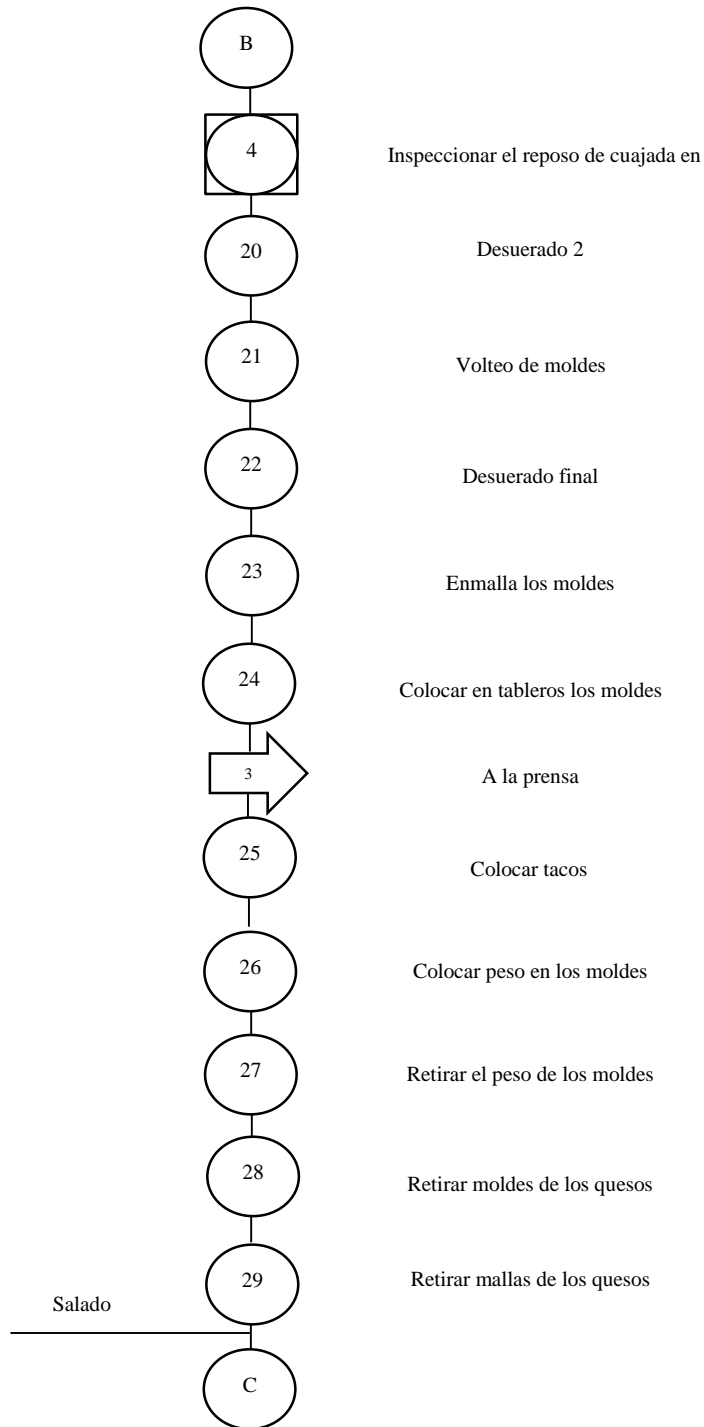 B
4
Inspeccionar el reposo de cuajada en
20
Desuerado 2
21
Volteo de moldes
22
Desuerado final
23
Enmalla los moldes
24
Colocar en tableros los moldes
3
A la prensa
25
Colocar tacos
26
Colocar peso en los moldes
27
Retirar el peso de los moldes
28
Retirar moldes de los quesos
29
Retirar mallas de los quesos
Salado
C